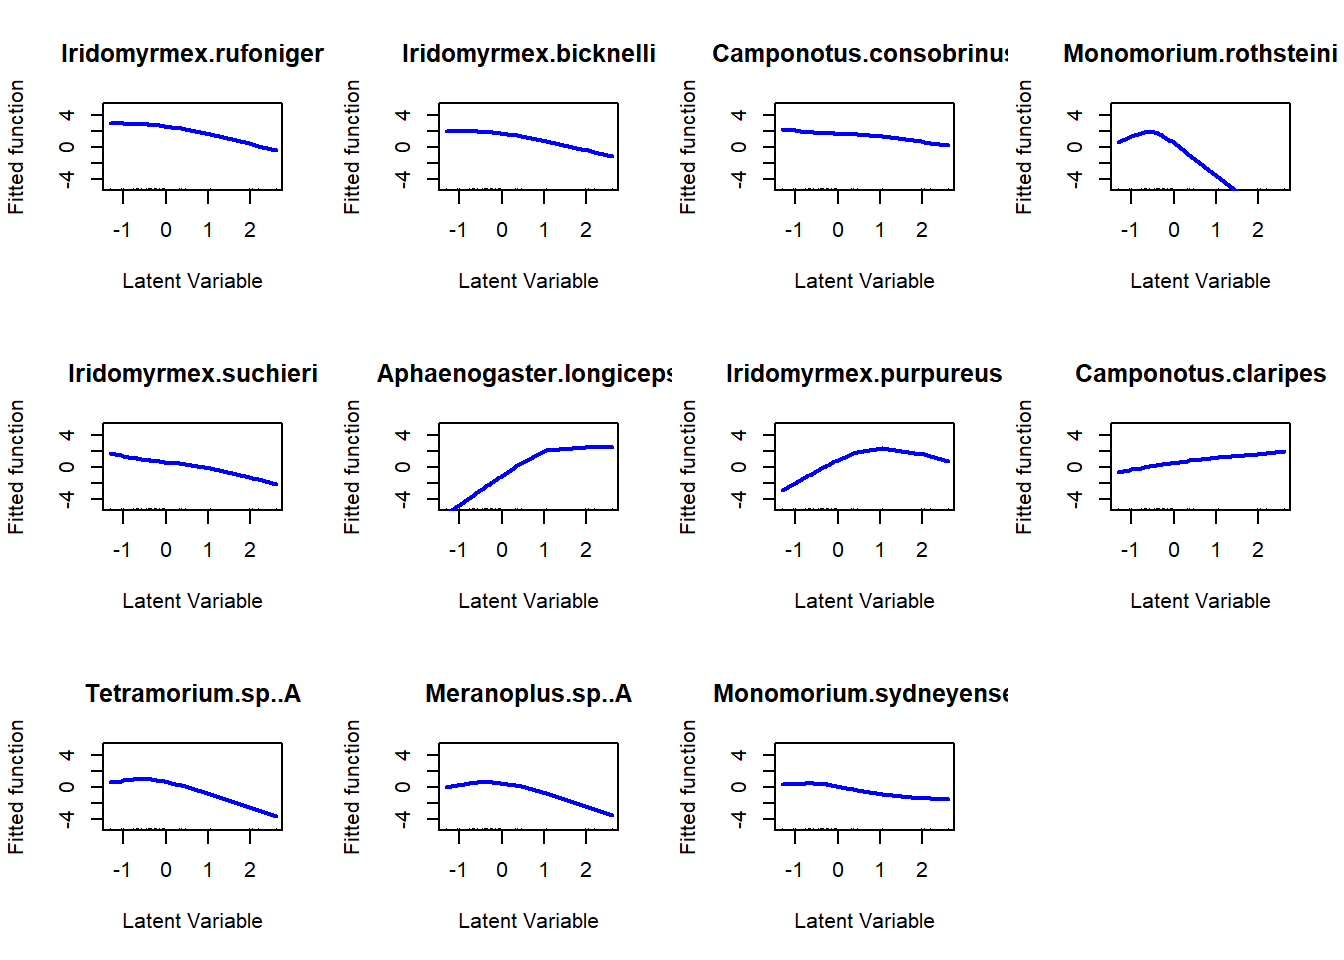 Iridomyrmex.rufoniger
Fitted function
4
0
-4
-1 0 1 2
Latent Variable
Iridomyrmex.bicknelli
Fitted function
4
0
-4
-1 0 1 2
Latent Variable
Camponotus.consobrinus
Fitted function
4
0
-4
-1 0 1 2
Latent Variable
Monomorium.rothsteini
Fitted function
4
0
-4
-1 0 1 2
Latent Variable
Iridomyrmex.suchieri
Fitted function
4
0
-4
-1 0 1 2
Latent Variable
Aphaenogaster.longiceps
Fitted function
4
0
-4
-1 0 1 2
Latent Variable
Iridomyrmex.purpureus
Fitted function
4
0
-4
-1 0 1 2
Latent Variable
Camponotus.claripes
Fitted function
4
0
-4
-1 0 1 2
Latent Variable
Tetramorium.sp..A
Fitted function
4
0
-4
-1 0 1 2
Latent Variable
Meranoplus.sp..A
Fitted function
4
0
-4
-1 0 1 2
Latent Variable
Monomorium.sydneyense
Fitted function
4
0
-4
-1 0 1 2
Latent Variable